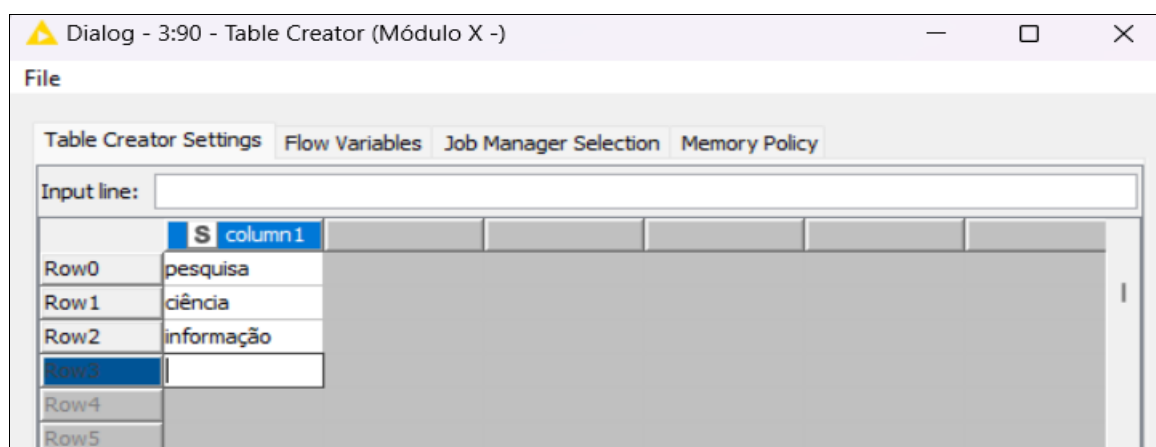 Dialog - 3:90 - Table Creator (Módulo X -)
File
Table Creator Settings Flow Variables Job Manager Selection Memory Policy
Input line:
S column1
Row0 pesquisa
Row1 ciência
Row2 informação
Row3
Row4
Row5